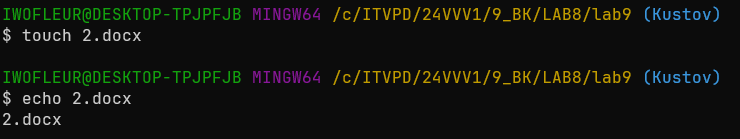 IWOFLEUR@DESKTOP-TPJPFJB MINGW64 /c/ITVPD/24VVV1/9_BK/LAB8/lab9 (Kustov)
$ touch 2.docx
IWOFLEUR@DESKTOP-TPJPFJB MINGW64 /c/ITVPD/24VVV1/9_BK/LAB8/lab9 (Kustov)
$ echo 2.docx
2.docx